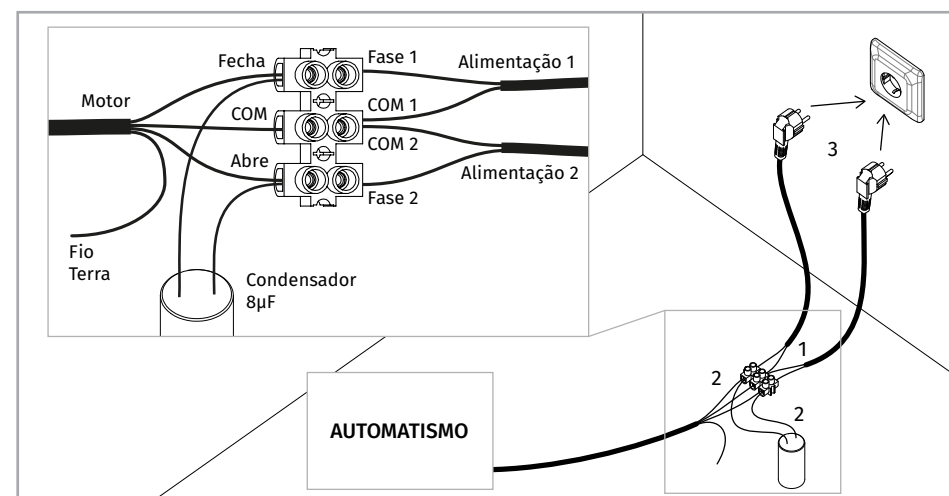 Fecha
Fase 1
Alimentação 1
Motor
COM
COM 1
COM 2
Abre
Alimentação 2
Fase 2
Fio
Terra
Condensador
8µF
3
1
2
2
AUTOMATISMO